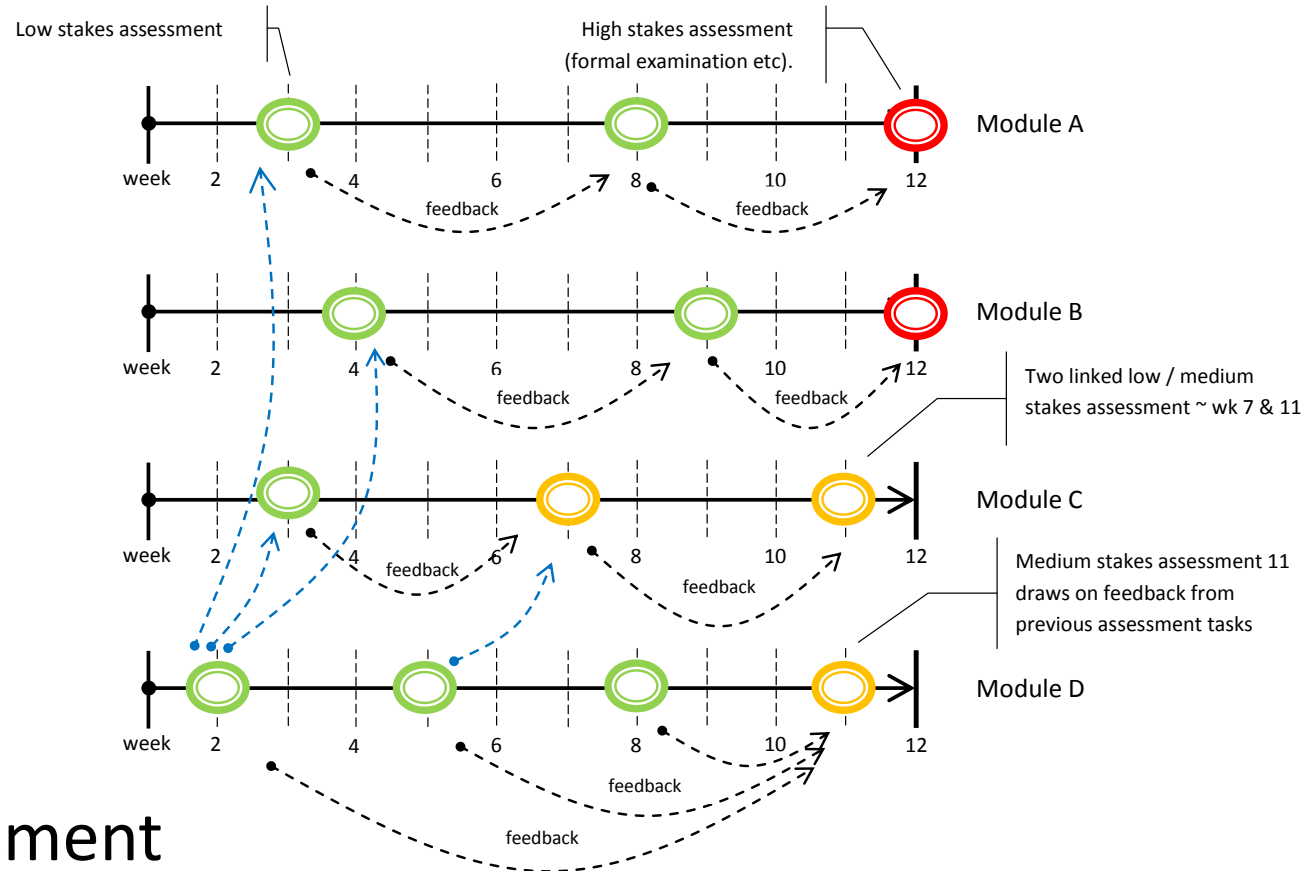 Low stakes assessment
High stakes assessment
(formal examination etc).
Module A
week 2 4 6 8 10 12
feedback feedback
Module B
week 2 4 6 8 10 12
feedback feedback
Two linked low / medium
stakes assessment ~ wk 7 & 11
Module C
week 2 4 6 8 10 12
feedback feedback
Medium stakes assessment 11
draws on feedback from
previous assessment tasks
Module D
week 2 4 6 8 10 12
feedback
feedback
ment